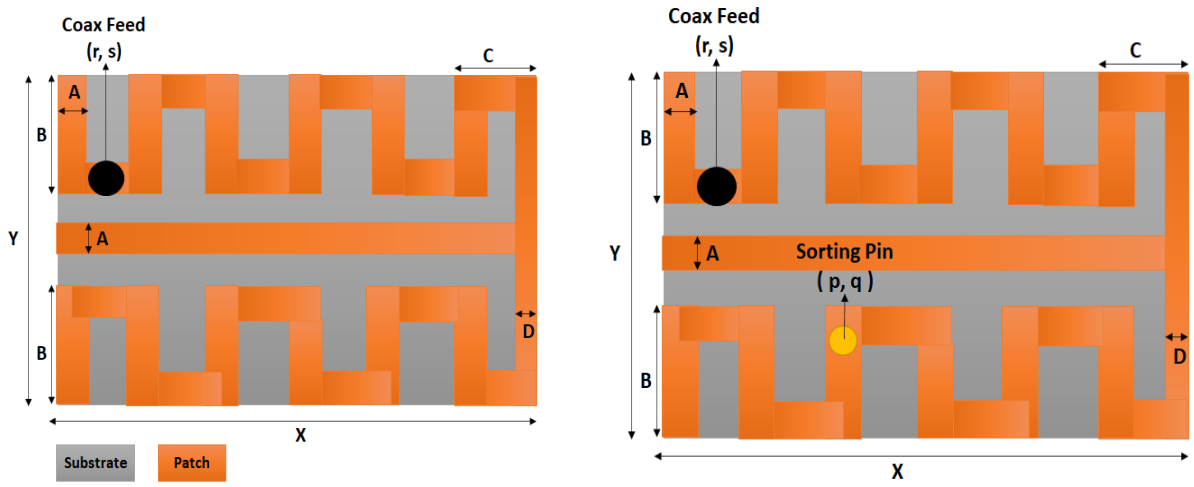 Coax Feed
(r, s)
C
A
B
Y
A
B
D
X
Substrate
Patch
Coax Feed
(r, s)
C
A
B
Y
A
Sorting Pin
( p, q )
B
D
X